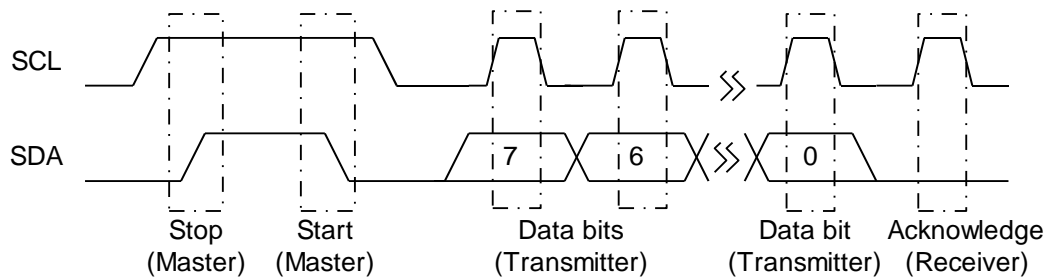 SCL
SDA
7
6
0
Stop
(Master)
Start
(Master)
Data bits
(Transmitter)
Data bit
(Transmitter)
Acknowledge
(Receiver)